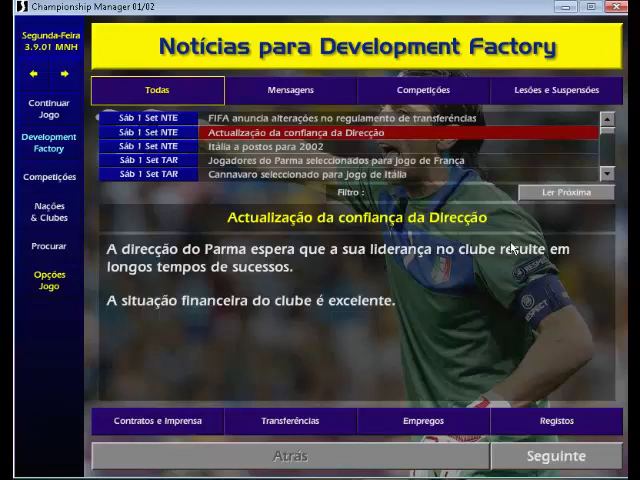 Championship Manager 01/02
Segunda-Feira
3.9.01 MNH
Notícias para Development Factory
Todas
Mensagens
Competições
Lesões e Suspensões
Continuar
Jogo
Development
Factory
Competições
Nações
& Clubes
Procurar
Opções
Jogo
Sáb 1 Set NTE FIFA anuncia alterações no regulamento de transferências
Sáb 1 Set NTE Actualização da confiança da Direcção
Sáb 1 Set NTE Itália a postos para 2002
Sáb 1 Set TAR Jogadores do Parma seleccionados para jogo de França
Sáb 1 Set TAR Cannavaro seleccionado para jogo de Itália
Filtro :
Ler Próxima
Actualização da confiança da Direcção
A direcção do Parma espera que a sua liderança no clube resulte em
longos tempos de sucessos.
A situação financeira do clube é excelente.
RESPECT
Contratos e Imprensa
Transferências
Empregos
Registos
Atrás
Seguinte